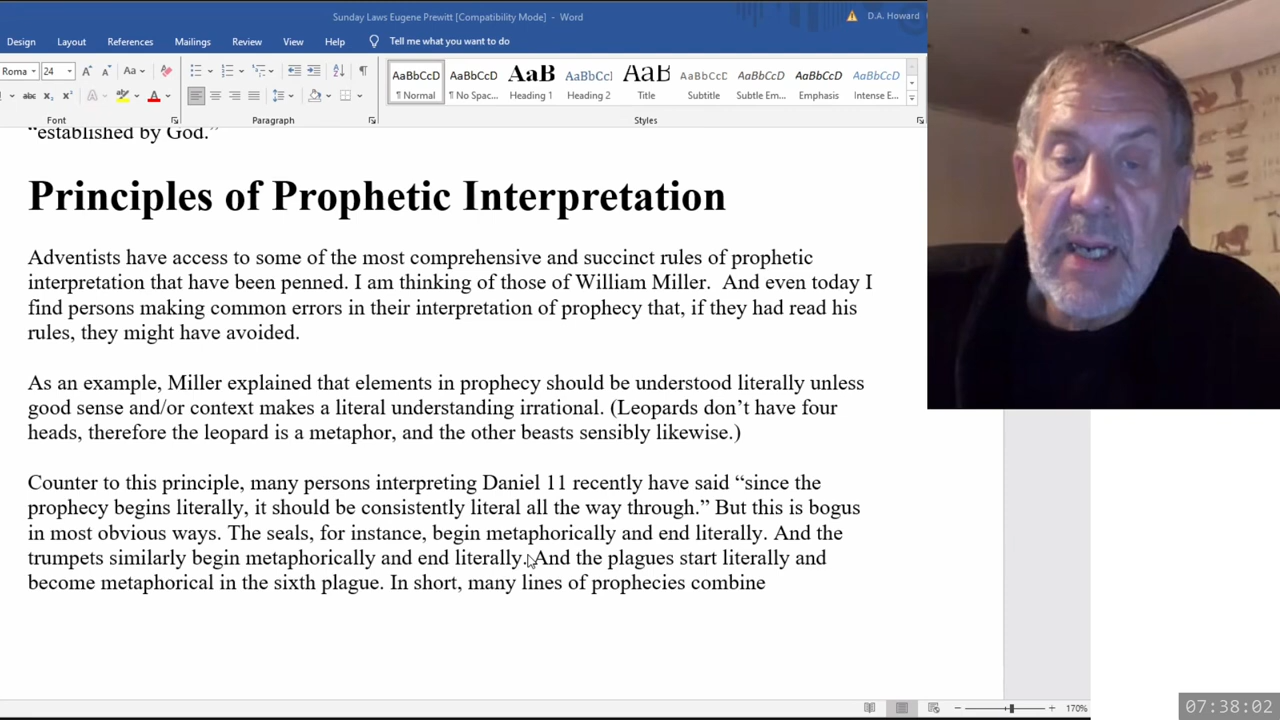 Sunday Laws Eugene Prewitt [Compatibility Mode] - Word
D.A. Howard
Design Layout References Mailings Review View Help Tell me what you want to do
Roma 24 Aa
AaBbCcD AaBbCcD AaB AaBbCcl AaB AaBbCcD AaBbCcD AaBbCcD AaBbCcD
¶ Normal ¶ No Spac... Heading 1 Heading 2 Title Subtitle Subtle Em... Emphasis Intense E...
Font Paragraph Styles
“established by God.”
Principles of Prophetic Interpretation
Adventists have access to some of the most comprehensive and succinct rules of prophetic
interpretation that have been penned. I am thinking of those of William Miller. And even today I
find persons making common errors in their interpretation of prophecy that, if they had read his
rules, they might have avoided.
As an example, Miller explained that elements in prophecy should be understood literally unless
good sense and/or context makes a literal understanding irrational. (Leopards don’t have four
heads, therefore the leopard is a metaphor, and the other beasts sensibly likewise.)
Counter to this principle, many persons interpreting Daniel 11 recently have said “since the
prophecy begins literally, it should be consistently literal all the way through.” But this is bogus
in most obvious ways. The seals, for instance, begin metaphorically and end literally. And the
trumpets similarly begin metaphorically and end literally. And the plagues start literally and
become metaphorical in the sixth plague. In short, many lines of prophecies combine
170%
07:38:02